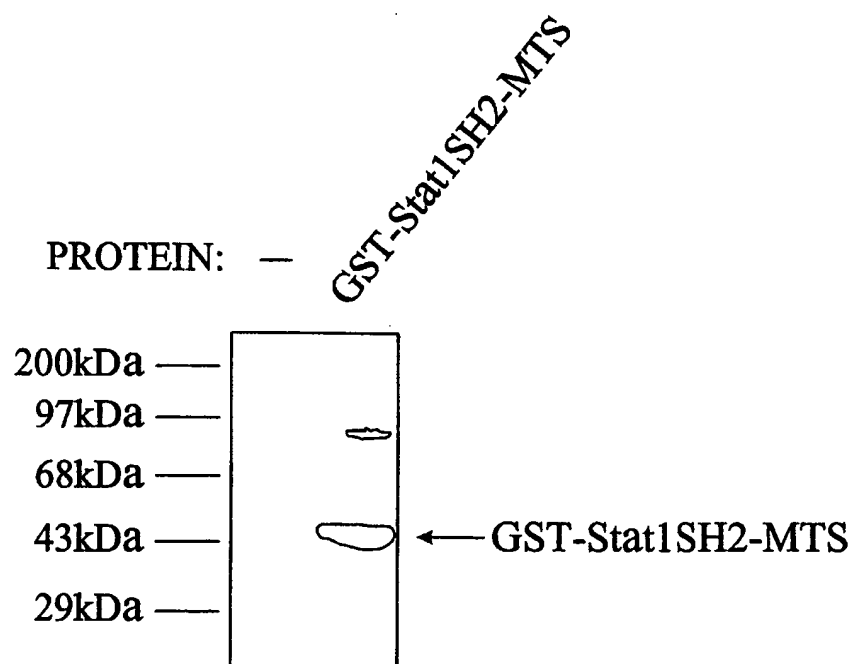 GST-Stat1SH2-MTS
PROTEIN: —
200kDa
97kDa
68kDa
43kDa
GST-Stat1SH2-MTS
29kDa